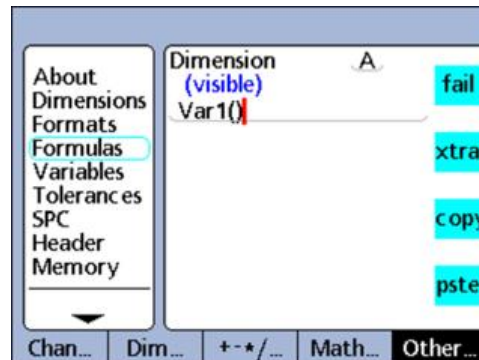 About
Dimensions
Formats
Formulas
Variables
Tolerances
SPC
Header
Memory
Dimension A
(visible)
Var1()
fail
xtra
copy
pste
Chan... Dim... +-*/... Math... Other...